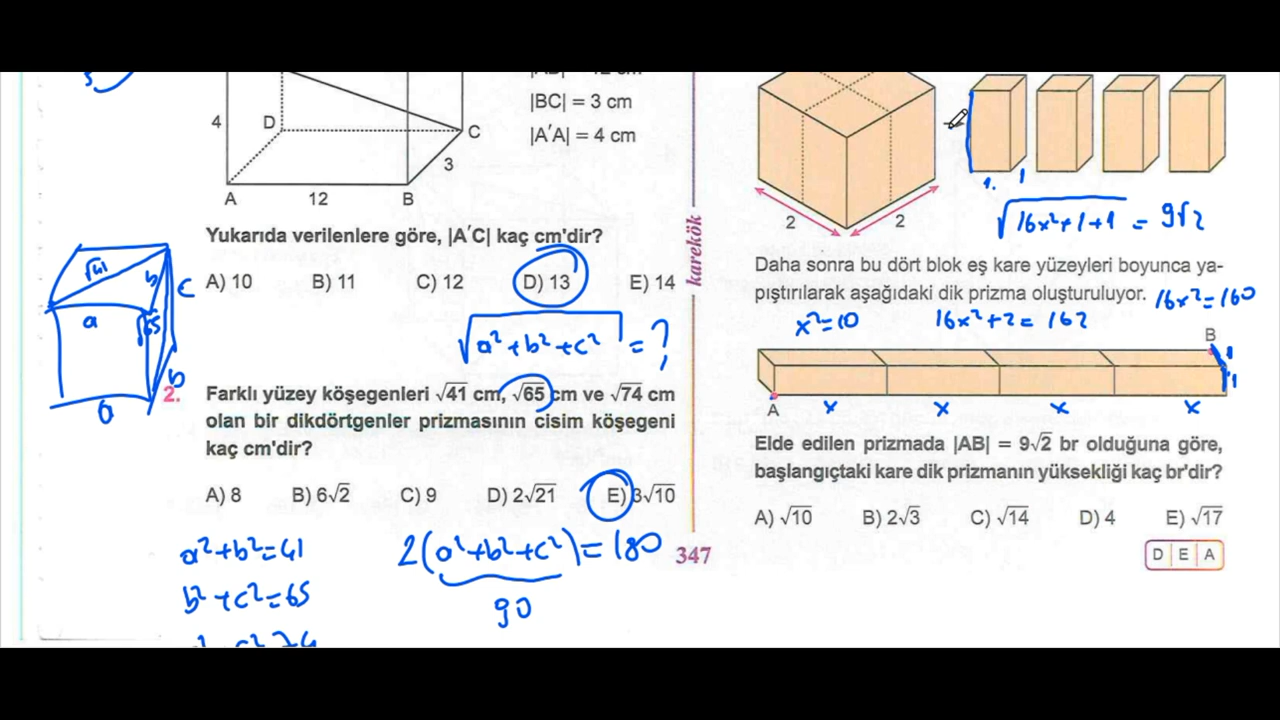 |BC| = 3 cm
|A'A| = 4 cm
4
D
C
3
A
12
B
Yukarıda verilenlere göre, |A'C| kaç cm'dir?
A) 10 B) 11 C) 12 D) 13 E) 14
√(a²+b²+c²) = ?
√41
b
c
a
√65
b
a
2. Farklı yüzey köşegenleri √41 cm, √65 cm ve √74 cm
olan bir dikdörtgenler prizmasının cisim köşegeni
kaç cm'dir?
A) 8 B) 6√2 C) 9 D) 2√21 E) 3√10
a²+b²=41
b²+c²=65
2(a²+b²+c²)=180
90
karekök
347
2
2
1. 1
√(16x²+1+1) = 9√2
Daha sonra bu dört blok eş kare yüzeyleri boyunca ya-
pıştırılarak aşağıdaki dik prizma oluşturuluyor.
16x²=160
x²=10 16x²+2=162
B
1
1
A
x x x x
Elde edilen prizmada |AB| = 9√2 br olduğuna göre,
başlangıçtaki kare dik prizmanın yüksekliği kaç br'dir?
A) √10 B) 2√3 C) √14 D) 4 E) √17
D E A